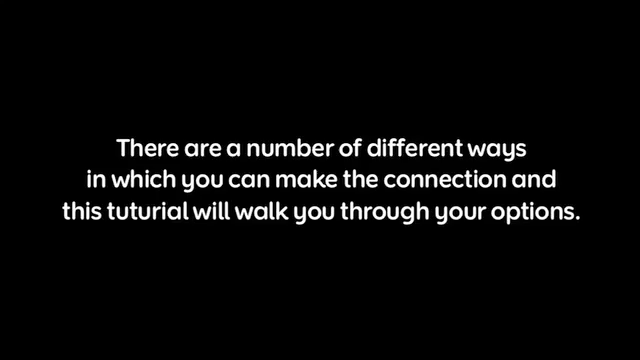 There are a number of different ways
in which you can make the connection and
this tuturial will walk you through your options.